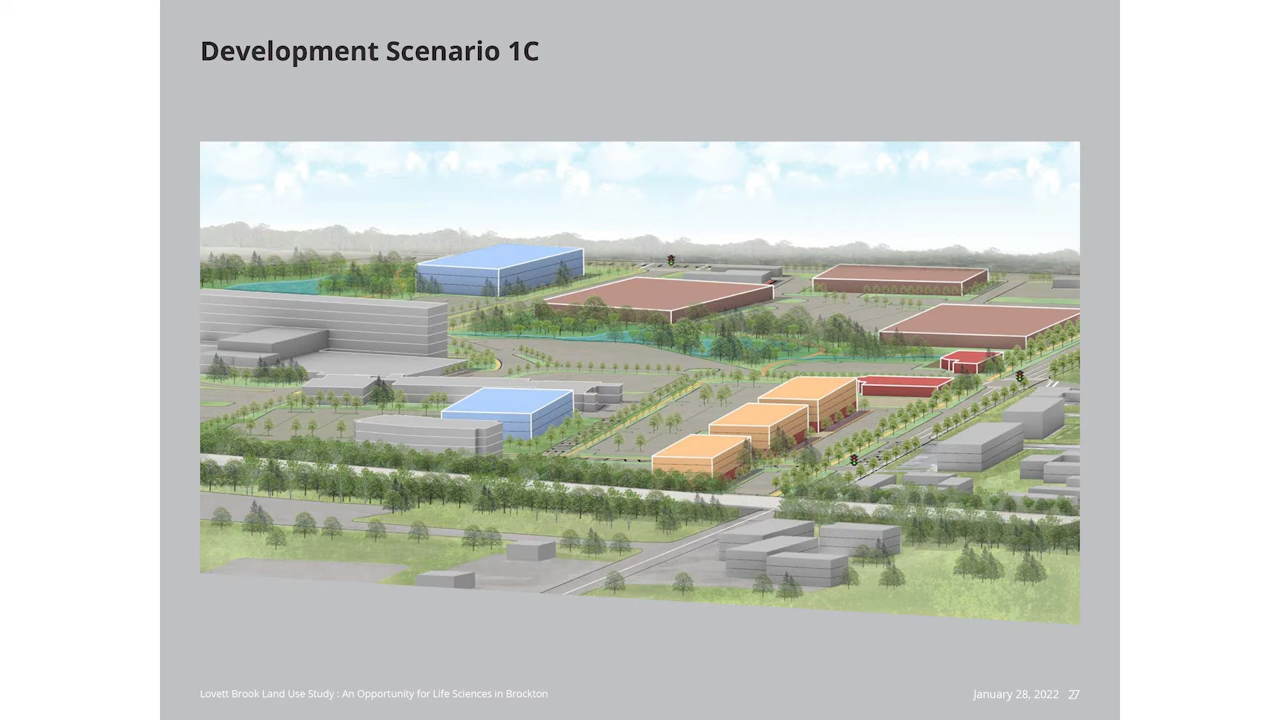 Development Scenario 1C
Lovett Brook Land Use Study : An Opportunity for Life Sciences in Brockton
January 28, 2022 27